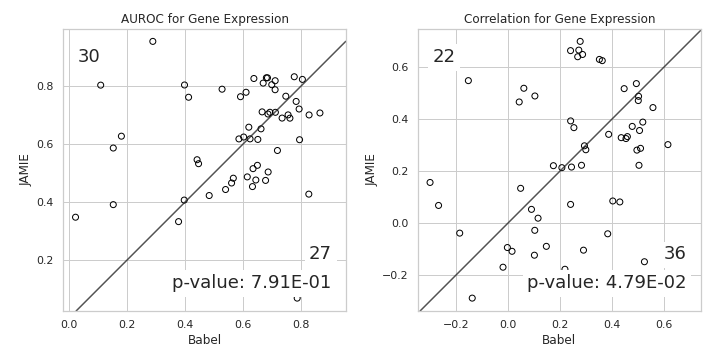 AUROC for Gene Expression
30
0.8
0.6
0.4
0.2
JAMIE
27
p-value: 7.91E-01
0.0 0.2 0.4 0.6 0.8
Babel
Correlation for Gene Expression
22
0.6
0.4
0.2
0.0
−0.2
JAMIE
36
p-value: 4.79E-02
−0.2 0.0 0.2 0.4 0.6
Babel